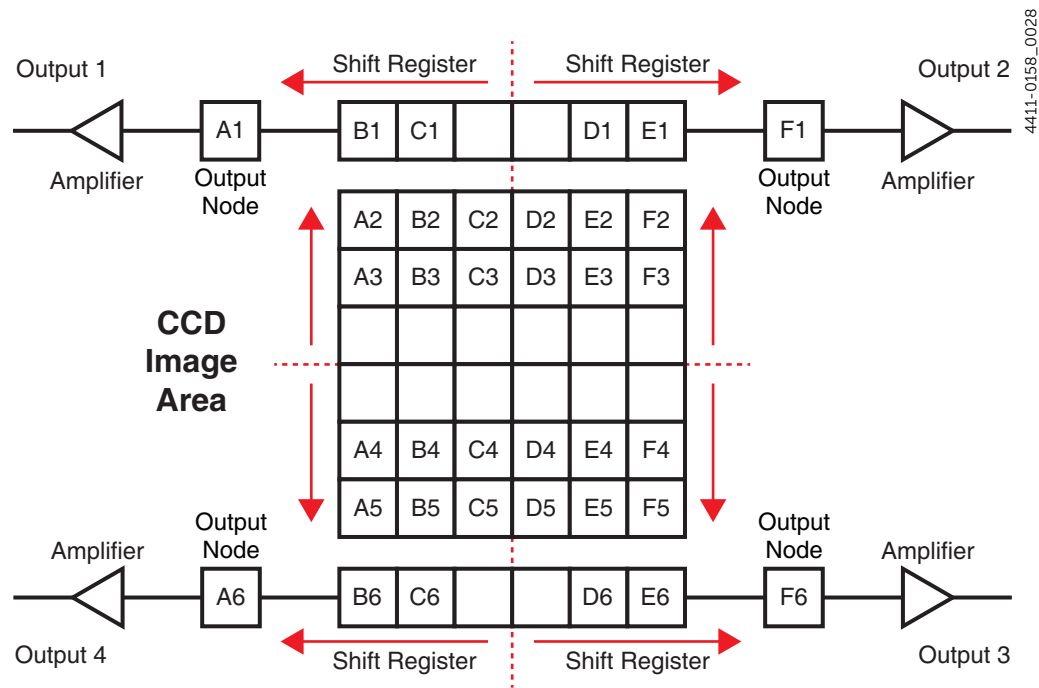 4411-0158_0028
Output 1
Shift Register
Shift Register
Output 2
A1
B1 C1 D1 E1
F1
Amplifier
Output
Node
Output
Node
Amplifier
A2 B2 C2 D2 E2 F2
A3 B3 C3 D3 E3 F3
CCD
Image
Area
A4 B4 C4 D4 E4 F4
A5 B5 C5 D5 E5 F5
Amplifier
Output
Node
Output
Node
Amplifier
A6
B6 C6 D6 E6
F6
Output 4
Shift Register
Shift Register
Output 3